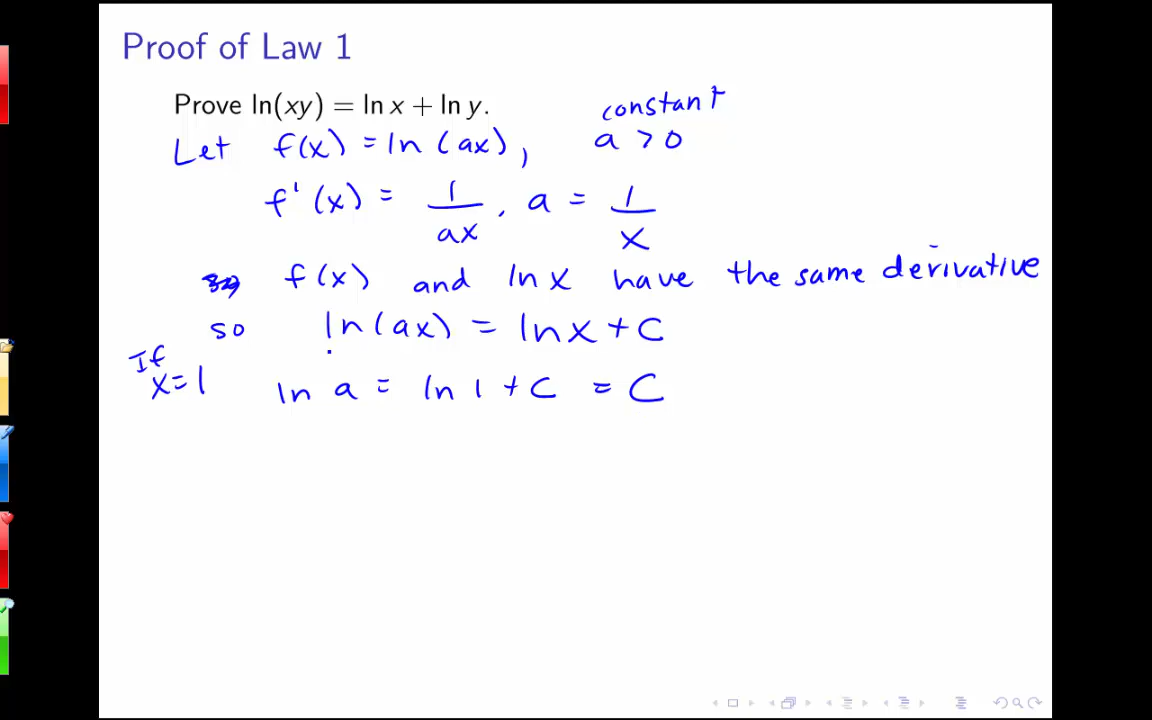 Proof of Law 1
Prove ln(xy) = ln x + ln y.
constant
Let f(x) = ln (ax), a > 0
f'(x) = 1/ax · a = 1/x
f(x) and ln x have the same derivative
so ln(ax) = ln x + C
If
x=1 ln a = ln 1 + C = C